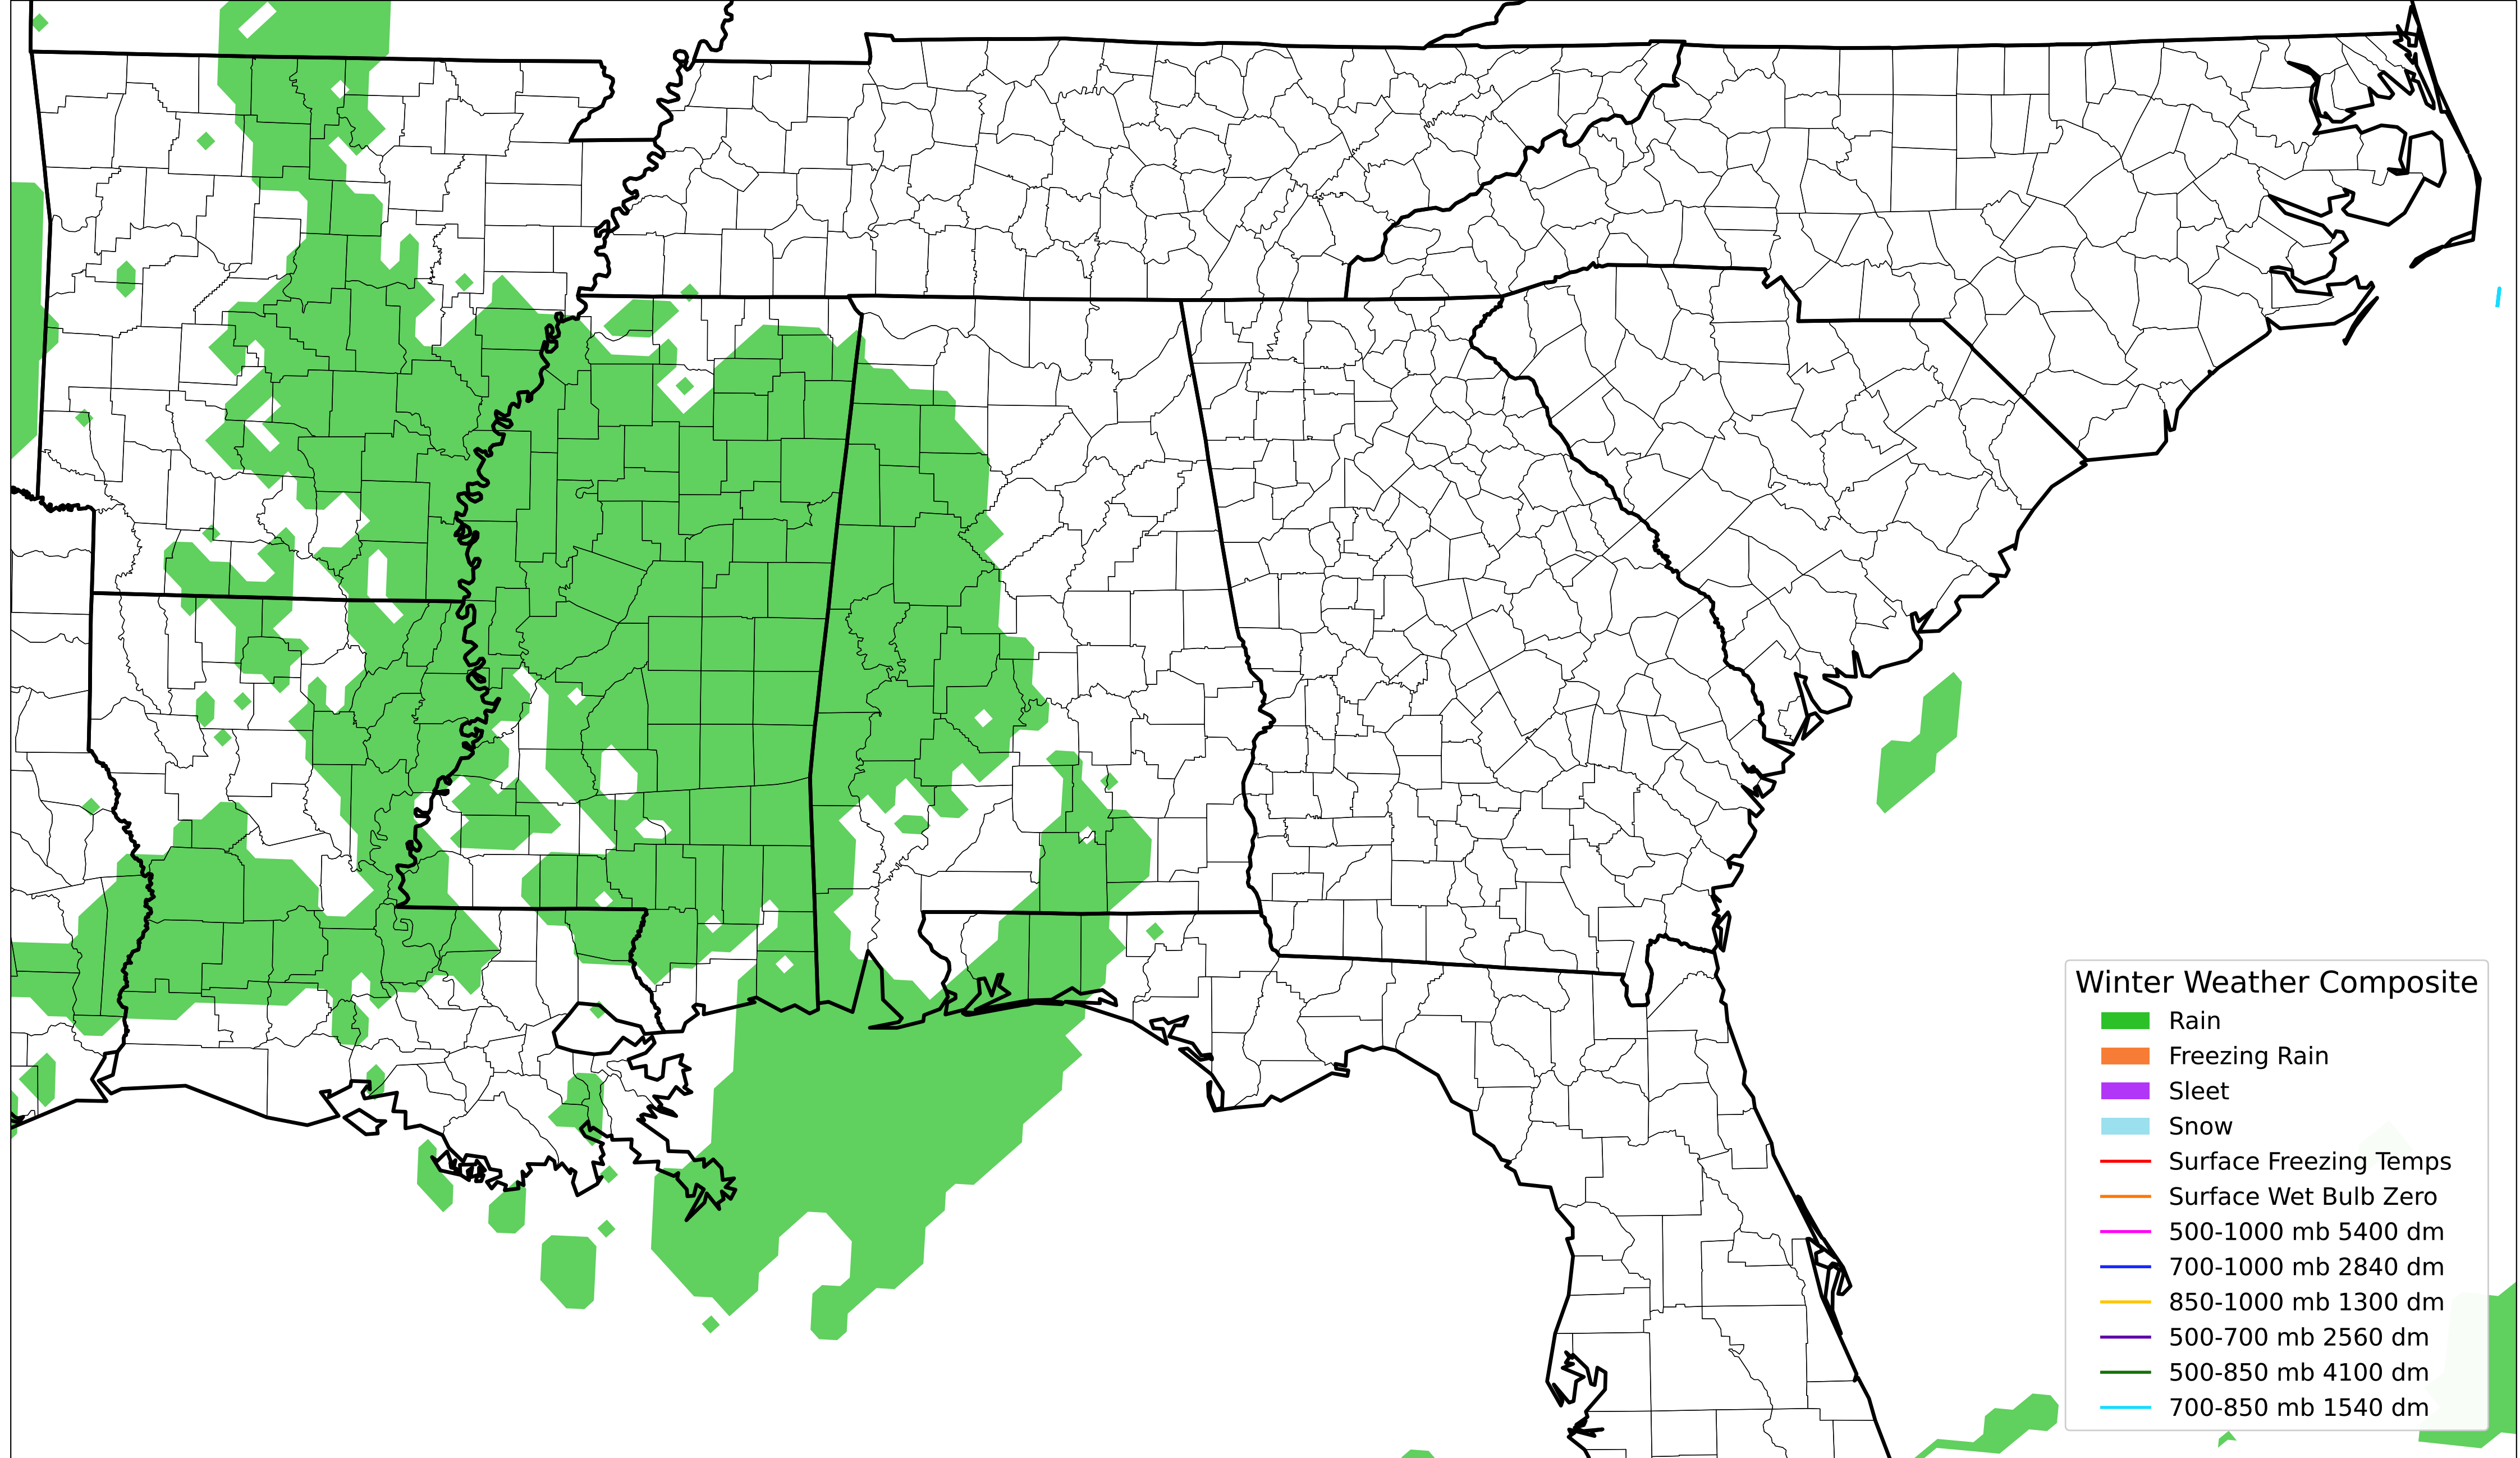 Winter Weather Composite
Rain
Freezing Rain
Sleet
Snow
Surface Freezing Temps
Surface Wet Bulb Zero
500-1000 mb 5400 dm
700-1000 mb 2840 dm
850-1000 mb 1300 dm
500-700 mb 2560 dm
500-850 mb 4100 dm
700-850 mb 1540 dm